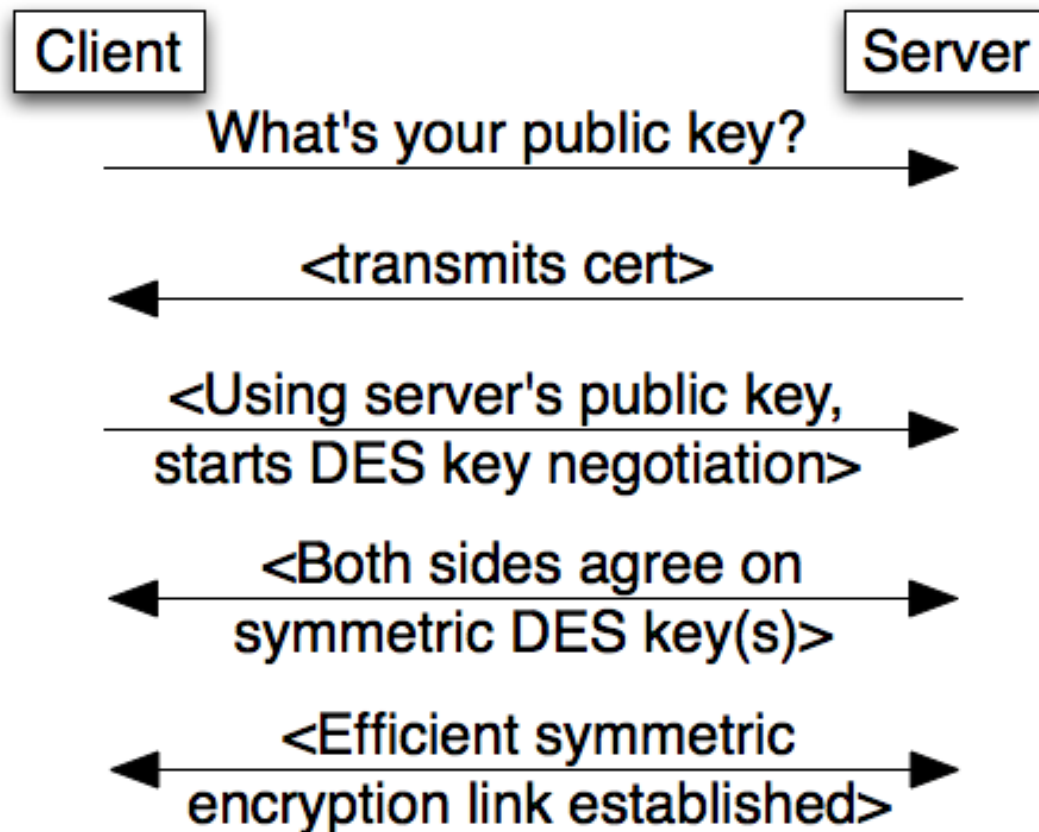 Client
Server
What's your public key?
<transmits cert>
<Using server's public key,
starts DES key negotiation>
<Both sides agree on
symmetric DES key(s)>
<Efficient symmetric
encryption link established>